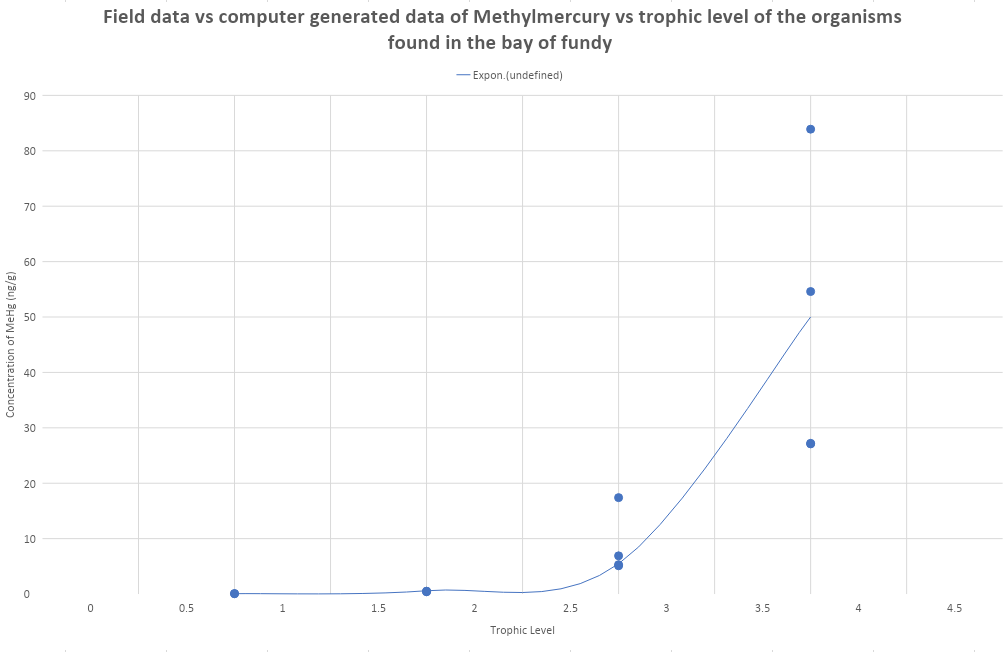 Field data vs computer generated data of Methylmercury vs trophic level of the organisms
found in the bay of fundy
Expon.(undefined)
90
80
70
60
50
40
30
20
10
0
Concentration of MeHg (ng/g)
0 0.5 1 1.5 2 2.5 3 3.5 4 4.5
Trophic Level